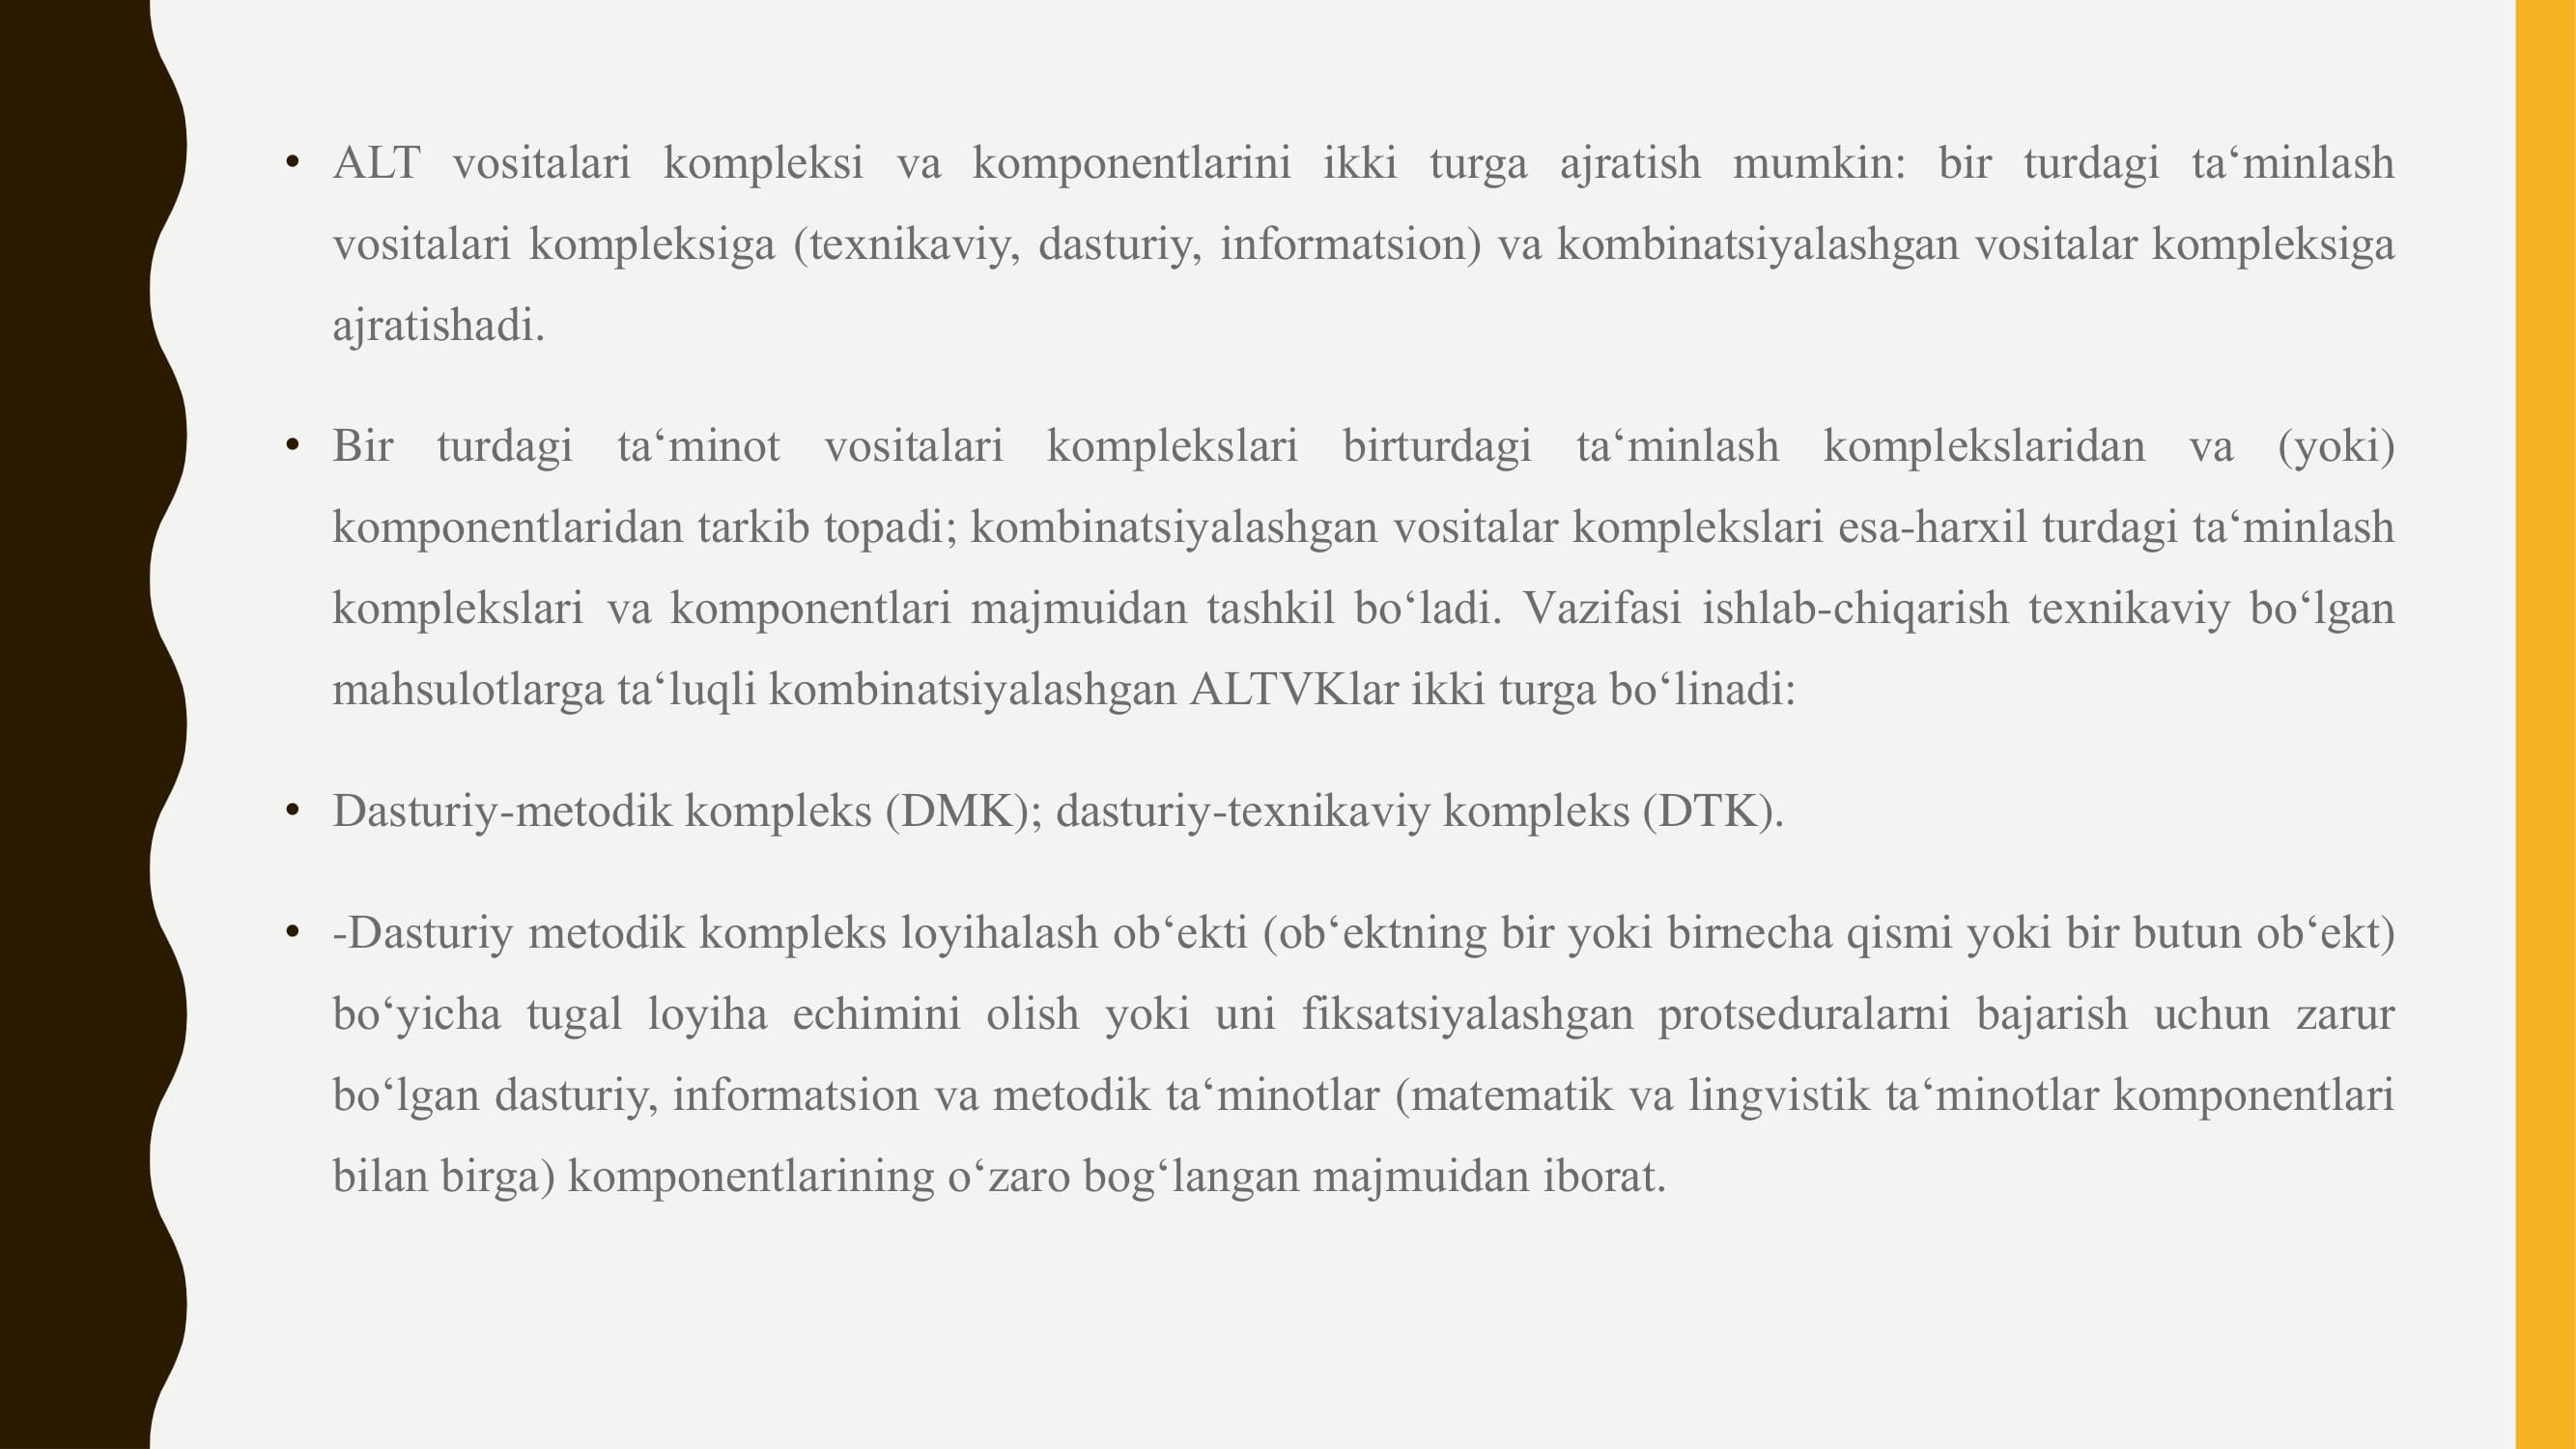 • ALT vositalari kompleksi va komponentlarini ikki turga ajratish mumkin: bir turdagi ta‘minlash
vositalari kompleksiga (texnikaviy, dasturiy, informatsion) va kombinatsiyalashgan vositalar kompleksiga
ajratishadi.
• Bir turdagi ta‘minot vositalari komplekslari birturdagi ta‘minlash komplekslaridan va (yoki)
komponentlaridan tarkib topadi; kombinatsiyalashgan vositalar komplekslari esa-harxil turdagi ta‘minlash
komplekslari va komponentlari majmuidan tashkil bo‘ladi. Vazifasi ishlab-chiqarish texnikaviy bo‘lgan
mahsulotlarga ta‘luqli kombinatsiyalashgan ALTVKlar ikki turga bo‘linadi:
• Dasturiy-metodik kompleks (DMK); dasturiy-texnikaviy kompleks (DTK).
• -Dasturiy metodik kompleks loyihalash ob‘ekti (ob‘ektning bir yoki birnecha qismi yoki bir butun ob‘ekt)
bo‘yicha tugal loyiha echimini olish yoki uni fiksatsiyalashgan protseduralarni bajarish uchun zarur
bo‘lgan dasturiy, informatsion va metodik ta‘minotlar (matematik va lingvistik ta‘minotlar komponentlari
bilan birga) komponentlarining o‘zaro bog‘langan majmuidan iborat.